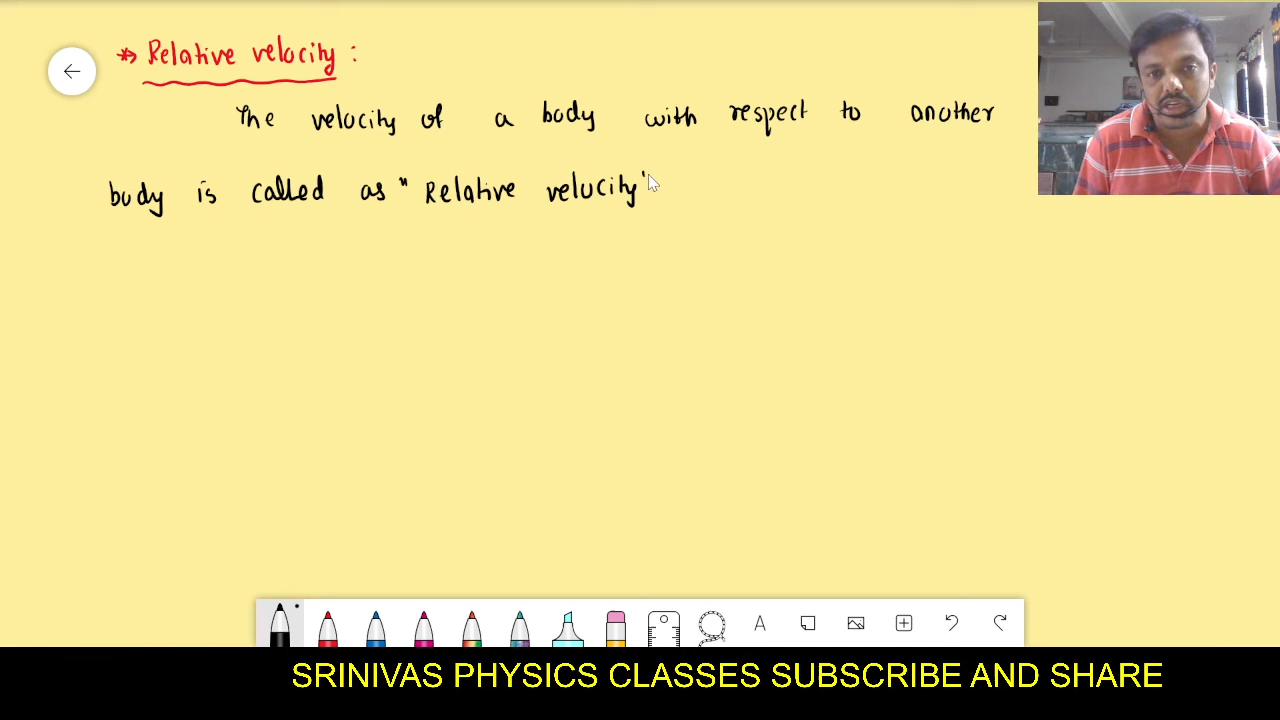 Relative velocity :
The velocity of a body with respect to another
body is called as "Relative velocity"
A
SRINIVAS PHYSICS CLASSES SUBSCRIBE AND SHARE